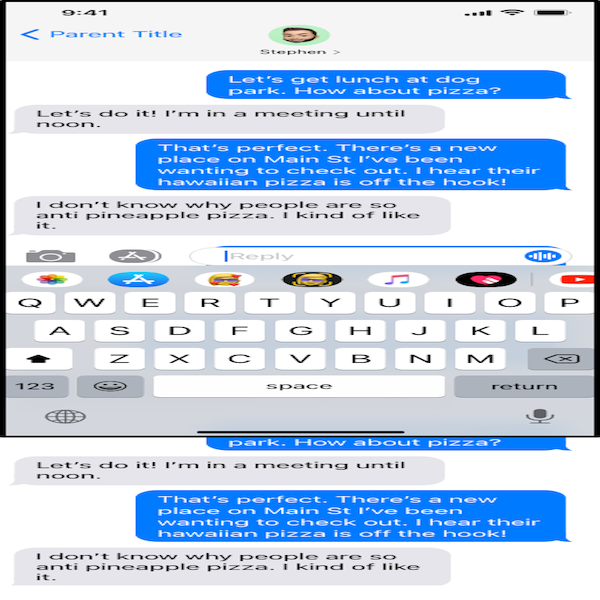 9:41
Parent Title
Stephen >
Let's get lunch at dog
park. How about pizza?
Let's do it! I'm in a meeting until
noon.
That's perfect. There's a new
place on Main St I've been
wanting to check out. I hear their
hawaiian pizza is off the hook!
I don't know why people are so
anti pineapple pizza. I kind of like
it.
Reply
Q W E R T Y U I O P
A S D F G H J K L
Z X C V B N M
123 space return
park. How about pizza?
Let's do it! I'm in a meeting until
noon.
That's perfect. There's a new
place on Main St I've been
wanting to check out. I hear their
hawaiian pizza is off the hook!
I don't know why people are so
anti pineapple pizza. I kind of like
it.